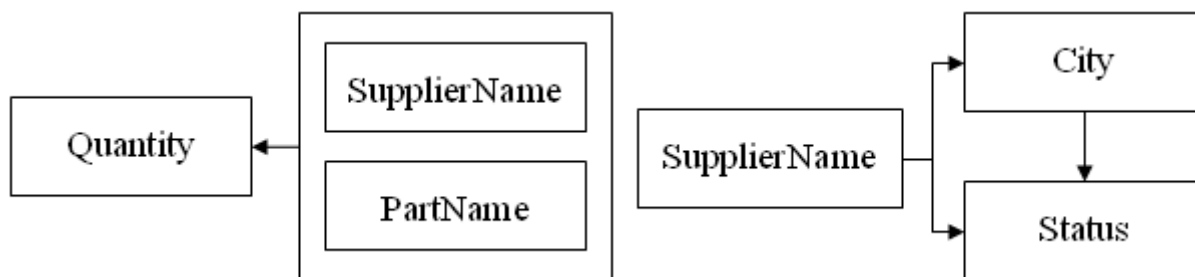 Quantity
SupplierName
PartName
SupplierName
City
Status